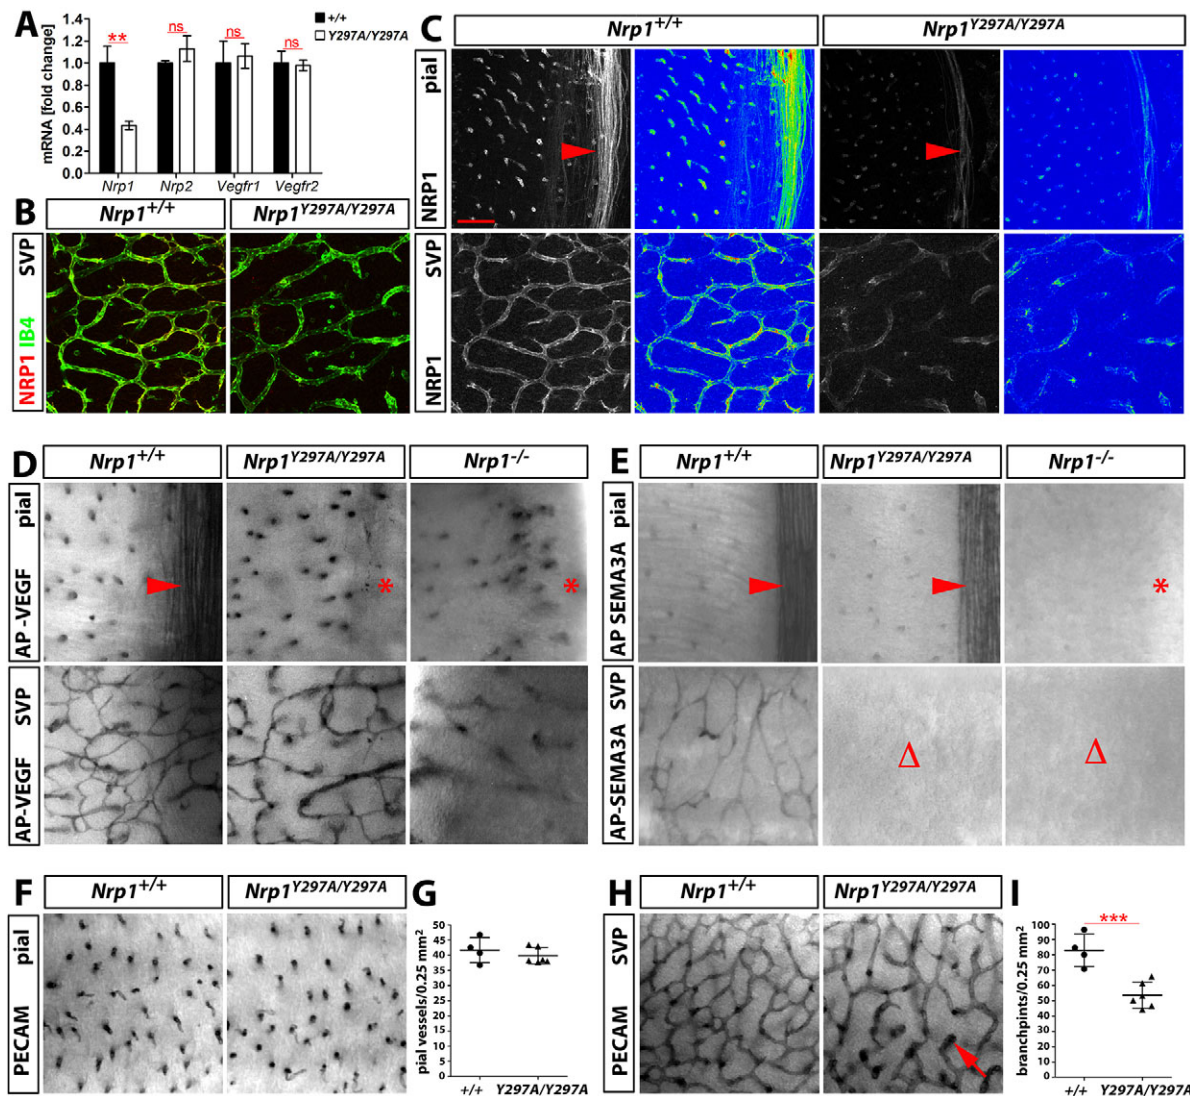 A
mRNA [fold change]
1.4
1.2
1.0
0.8
0.6
0.4
0.2
0.0
**
ns
ns
ns
+/+
Y297A/Y297A
Nrp1 Nrp2 Vegfr1 Vegfr2
B
Nrp1+/+ Nrp1Y297A/Y297A
NRP1 IB4 SVP
C
Nrp1+/+ Nrp1Y297A/Y297A
NRP1 pial
NRP1 SVP
D
Nrp1+/+ Nrp1Y297A/Y297A Nrp1-/-
AP -VEGF pial
* *
AP-VEGF SVP
E
Nrp1+/+ Nrp1Y297A/Y297A Nrp1-/-
AP SEMA3A pial
*
AP-SEMA3A SVP
Δ Δ
F
Nrp1+/+ Nrp1Y297A/Y297A
PECAM pial
G
pial vessels/0.25 mm2
50
45
40
35
30
25
20
15
10
5
0
+/+ Y297A/Y297A
H
Nrp1+/+ Nrp1Y297A/Y297A
PECAM SVP
I
branchpints/0.25 mm2
***
100
90
80
70
60
50
40
30
20
10
0
+/+ Y297A/Y297A